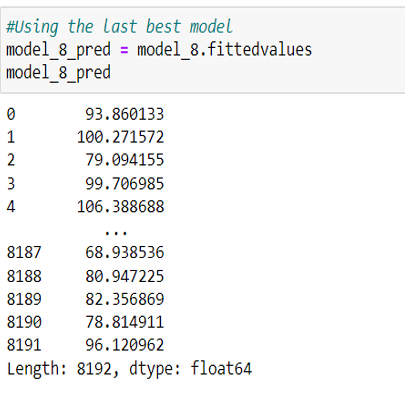 #Using the last best model
model_8_pred = model_8.fittedvalues
model_8_pred
0 93.860133
1 100.271572
2 79.094155
3 99.706985
4 106.388688
...
8187 68.938536
8188 80.947225
8189 82.356869
8190 78.814911
8191 96.120962
Length: 8192, dtype: float64